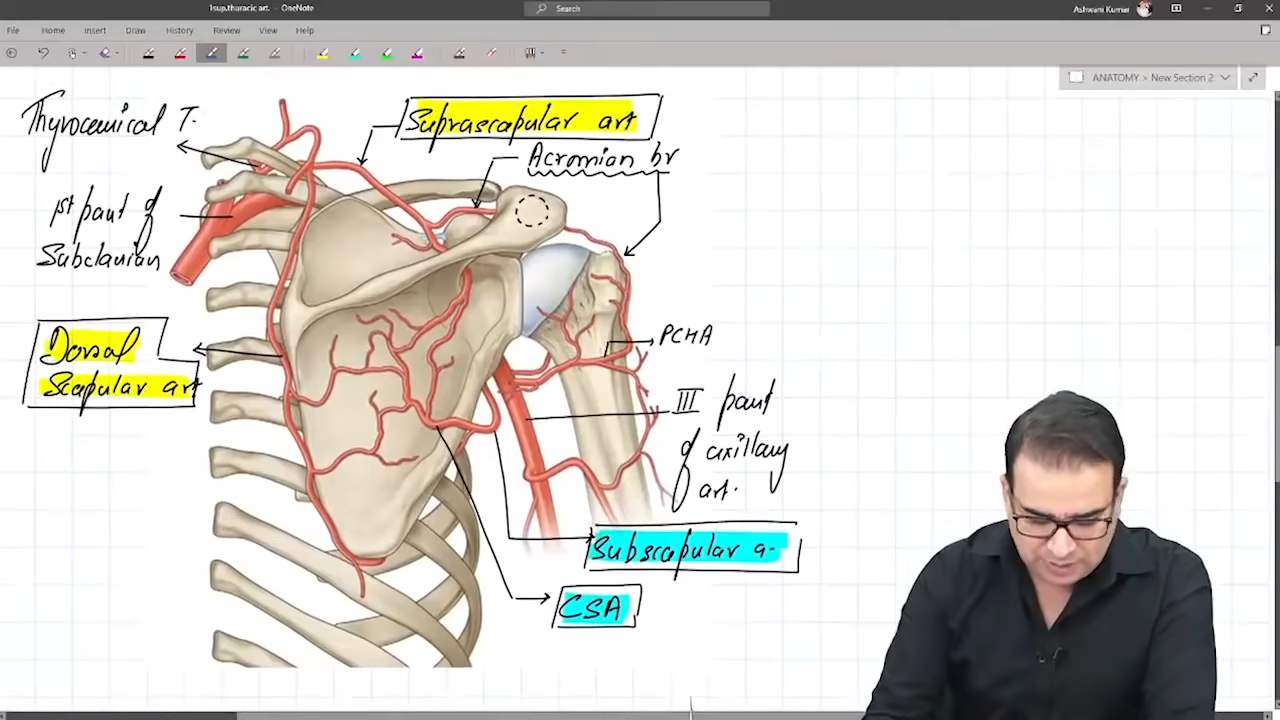 1sup.thuracic art. - OneNote
Search
Ashwani Kumar
File Home Insert Draw History Review View Help
ANATOMY > New Section 2
Thyrocervical T.
Suprascapular art
Acromian br
1st part of
Subclavian
Dorsal
Scapular art
PCHA
III part
of axillary
art.
Subscapular a.
CSA